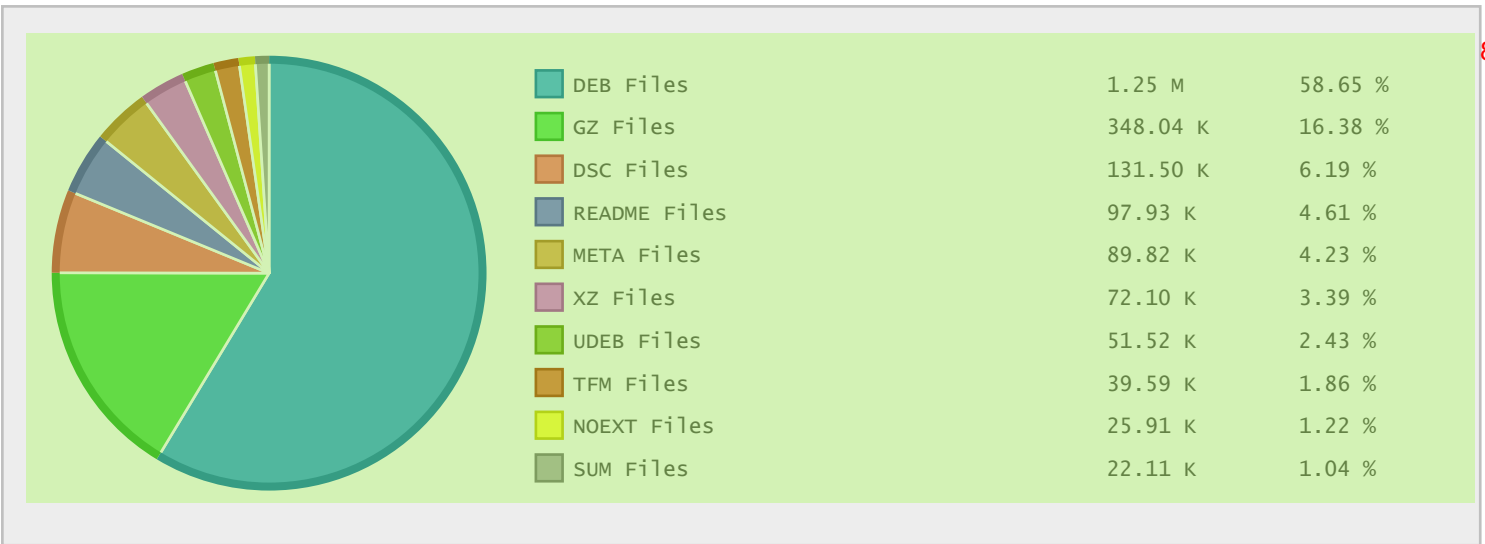 DEB Files 1.25 M 58.65 %
GZ Files 348.04 K 16.38 %
DSC Files 131.50 K 6.19 %
README Files 97.93 K 4.61 %
META Files 89.82 K 4.23 %
XZ Files 72.10 K 3.39 %
UDEB Files 51.52 K 2.43 %
TFM Files 39.59 K 1.86 %
NOEXT Files 25.91 K 1.22 %
SUM Files 22.11 K 1.04 %